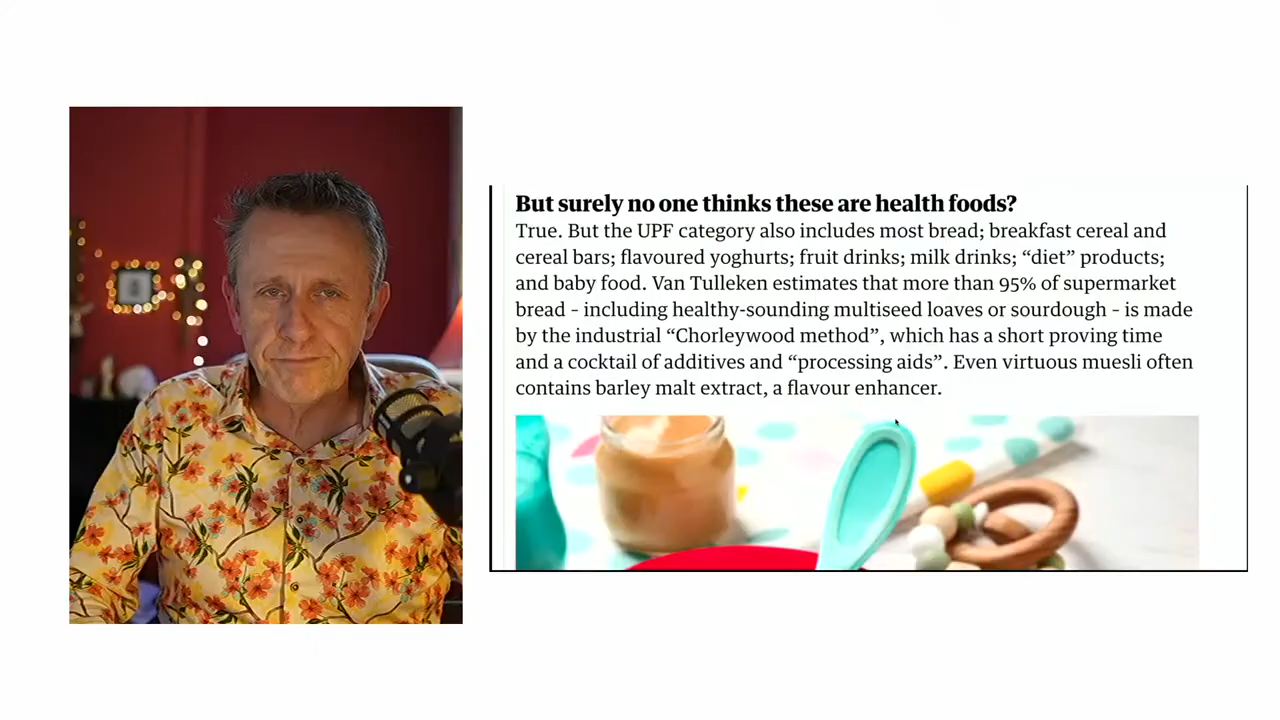 But surely no one thinks these are health foods?
True. But the UPF category also includes most bread; breakfast cereal and
cereal bars; flavoured yoghurts; fruit drinks; milk drinks; “diet” products;
and baby food. Van Tulleken estimates that more than 95% of supermarket
bread – including healthy-sounding multiseed loaves or sourdough – is made
by the industrial “Chorleywood method”, which has a short proving time
and a cocktail of additives and “processing aids”. Even virtuous muesli often
contains barley malt extract, a flavour enhancer.